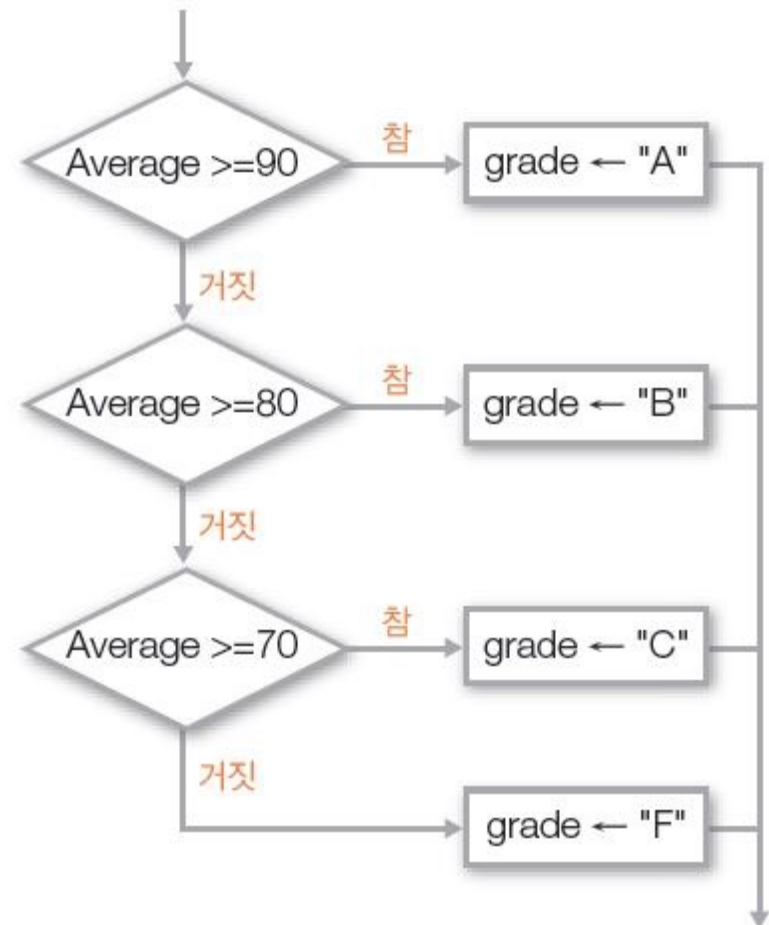 Average >=90
참
grade ← "A"
거짓
Average >=80
참
grade ← "B"
거짓
Average >=70
참
grade ← "C"
거짓
grade ← "F"